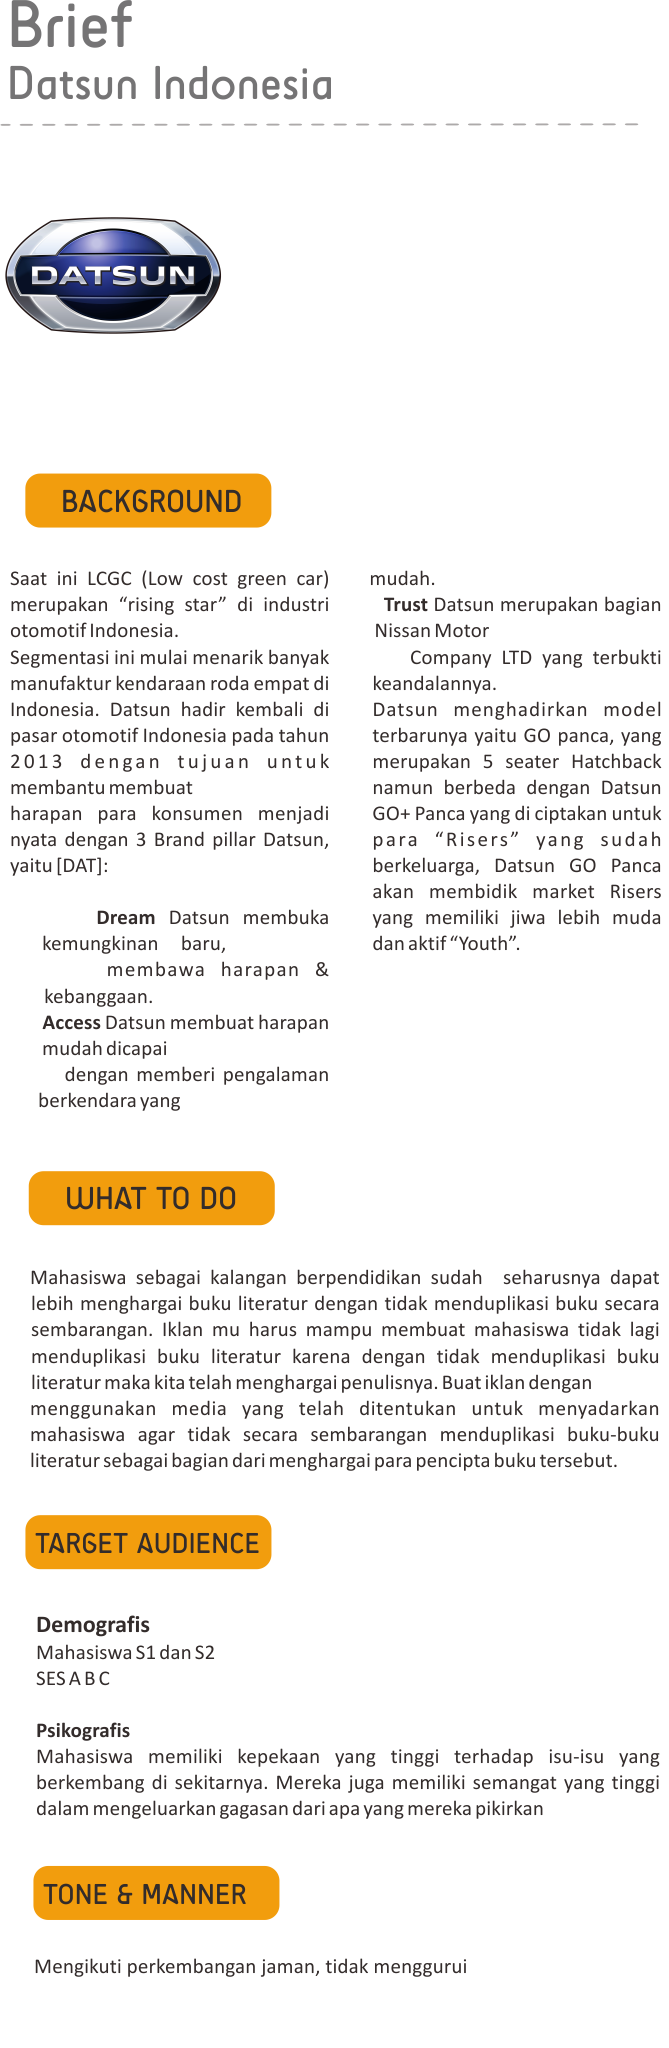 Brief
Datsun Indonesia
DATSUN
BACKGROUND
Saat ini LCGC (Low cost green car)
merupakan “rising star” di industri
otomotif Indonesia.
Segmentasi ini mulai menarik banyak
manufaktur kendaraan roda empat di
Indonesia. Datsun hadir kembali di
pasar otomotif Indonesia pada tahun
2013 dengan tujuan untuk
membantu membuat
harapan para konsumen menjadi
nyata dengan 3 Brand pillar Datsun,
yaitu [DAT]:
Dream Datsun membuka
kemungkinan baru,
membawa harapan &
kebanggaan.
Access Datsun membuat harapan
mudah dicapai
dengan memberi pengalaman
berkendara yang
mudah.
Trust Datsun merupakan bagian
Nissan Motor
Company LTD yang terbukti
keandalannya.
Datsun menghadirkan model
terbarunya yaitu GO panca, yang
merupakan 5 seater Hatchback
namun berbeda dengan Datsun
GO+ Panca yang di ciptakan untuk
para “Risers” yang sudah
berkeluarga, Datsun GO Panca
akan membidik market Risers
yang memiliki jiwa lebih muda
dan aktif “Youth”.
WHAT TO DO
Mahasiswa sebagai kalangan berpendidikan sudah seharusnya dapat
lebih menghargai buku literatur dengan tidak menduplikasi buku secara
sembarangan. Iklan mu harus mampu membuat mahasiswa tidak lagi
menduplikasi buku literatur karena dengan tidak menduplikasi buku
literatur maka kita telah menghargai penulisnya. Buat iklan dengan
menggunakan media yang telah ditentukan untuk menyadarkan
mahasiswa agar tidak secara sembarangan menduplikasi buku-buku
literatur sebagai bagian dari menghargai para pencipta buku tersebut.
TARGET AUDIENCE
Demografis
Mahasiswa S1 dan S2
SES A B C
Psikografis
Mahasiswa memiliki kepekaan yang tinggi terhadap isu-isu yang
berkembang di sekitarnya. Mereka juga memiliki semangat yang tinggi
dalam mengeluarkan gagasan dari apa yang mereka pikirkan
TONE & MANNER
Mengikuti perkembangan jaman, tidak menggurui